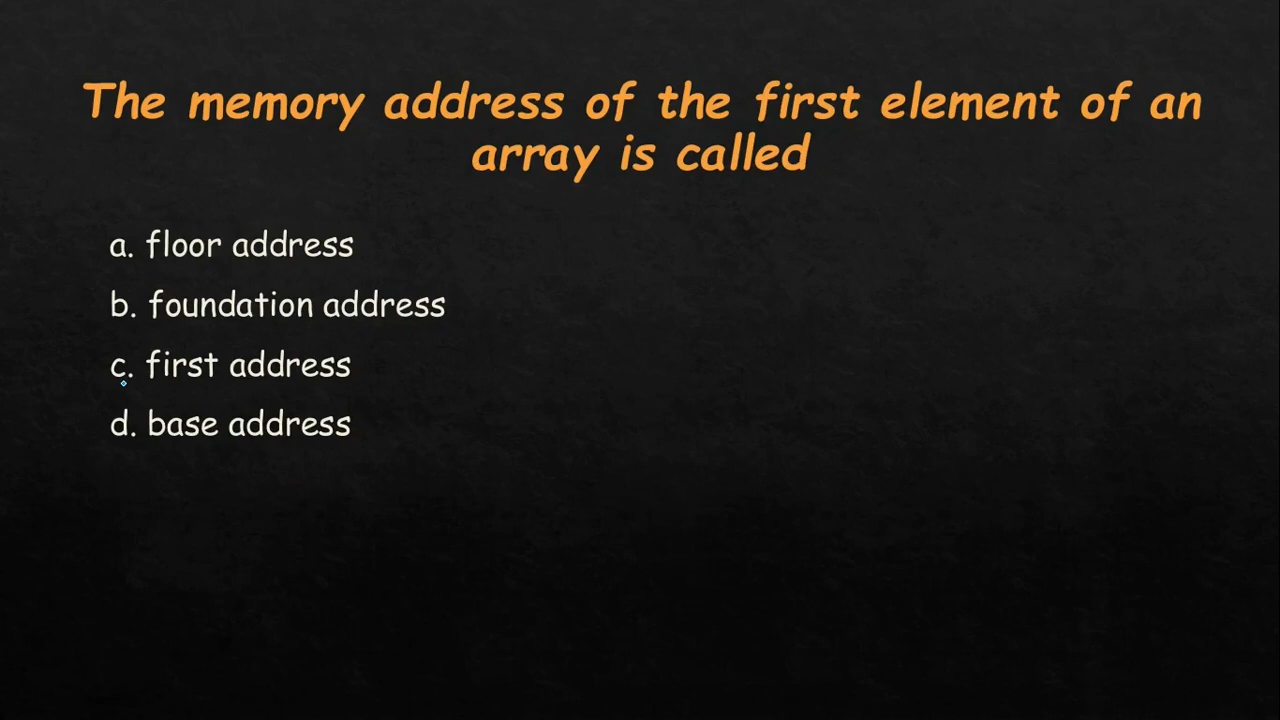 The memory address of the first element of an
array is called
a. floor address
b. foundation address
c. first address
d. base address